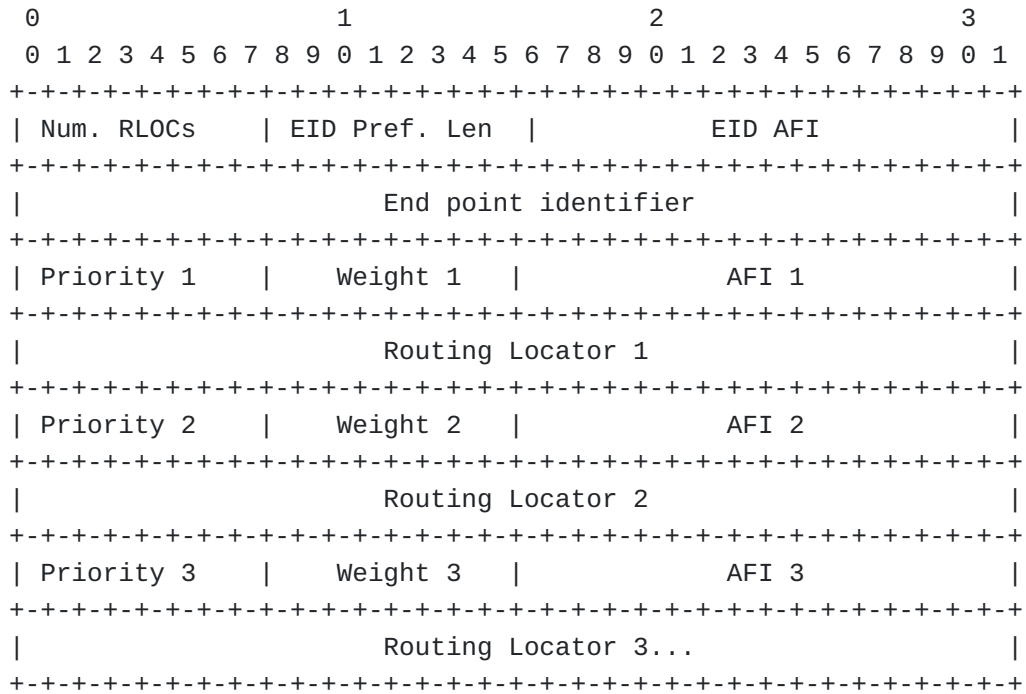 0                   1                   2                   3
 0 1 2 3 4 5 6 7 8 9 0 1 2 3 4 5 6 7 8 9 0 1 2 3 4 5 6 7 8 9 0 1
+-+-+-+-+-+-+-+-+-+-+-+-+-+-+-+-+-+-+-+-+-+-+-+-+-+-+-+-+-+-+-+-+
| Num. RLOCs    | EID Pref. Len  |           EID AFI            |
+-+-+-+-+-+-+-+-+-+-+-+-+-+-+-+-+-+-+-+-+-+-+-+-+-+-+-+-+-+-+-+-+
|                       End point identifier                    |
+-+-+-+-+-+-+-+-+-+-+-+-+-+-+-+-+-+-+-+-+-+-+-+-+-+-+-+-+-+-+-+-+
| Priority 1    |    Weight 1   |             AFI 1             |
+-+-+-+-+-+-+-+-+-+-+-+-+-+-+-+-+-+-+-+-+-+-+-+-+-+-+-+-+-+-+-+-+
|                       Routing Locator 1                       |
+-+-+-+-+-+-+-+-+-+-+-+-+-+-+-+-+-+-+-+-+-+-+-+-+-+-+-+-+-+-+-+-+
| Priority 2    |    Weight 2   |             AFI 2             |
+-+-+-+-+-+-+-+-+-+-+-+-+-+-+-+-+-+-+-+-+-+-+-+-+-+-+-+-+-+-+-+-+
|                       Routing Locator 2                       |
+-+-+-+-+-+-+-+-+-+-+-+-+-+-+-+-+-+-+-+-+-+-+-+-+-+-+-+-+-+-+-+-+
| Priority 3    |    Weight 3   |             AFI 3             |
+-+-+-+-+-+-+-+-+-+-+-+-+-+-+-+-+-+-+-+-+-+-+-+-+-+-+-+-+-+-+-+-+
|                       Routing Locator 3...                    |
+-+-+-+-+-+-+-+-+-+-+-+-+-+-+-+-+-+-+-+-+-+-+-+-+-+-+-+-+-+-+-+-+